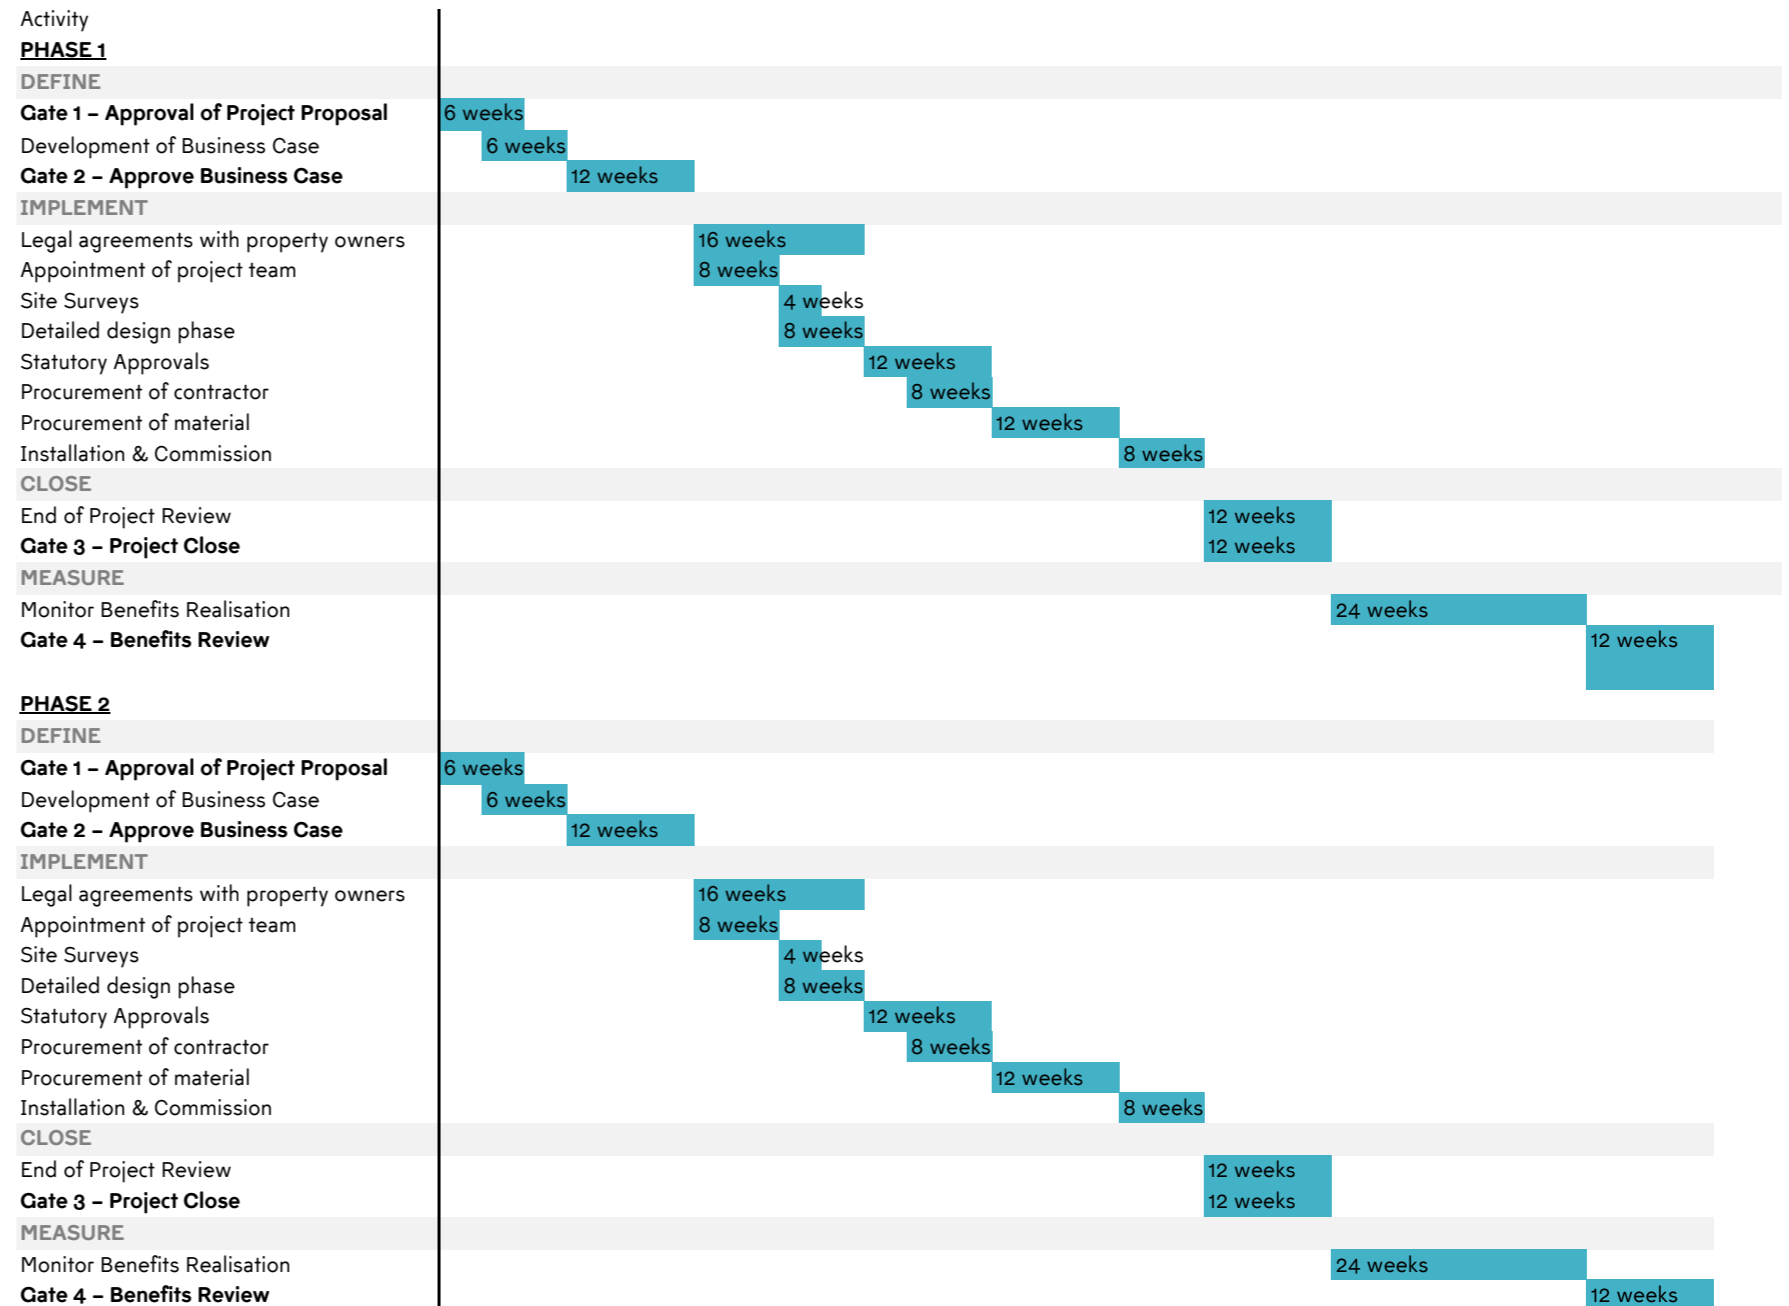 Activity
PHASE 1
DEFINE
Gate 1 – Approval of Project Proposal 6 weeks
Development of Business Case 6 weeks
Gate 2 – Approve Business Case 12 weeks
IMPLEMENT
Legal agreements with property owners 16 weeks
Appointment of project team 8 weeks
Site Surveys 4 weeks
Detailed design phase 8 weeks
Statutory Approvals 12 weeks
Procurement of contractor 8 weeks
Procurement of material 12 weeks
Installation & Commission 8 weeks
CLOSE
End of Project Review 12 weeks
Gate 3 – Project Close 12 weeks
MEASURE
Monitor Benefits Realisation 24 weeks
Gate 4 – Benefits Review 12 weeks
PHASE 2
DEFINE
Gate 1 – Approval of Project Proposal 6 weeks
Development of Business Case 6 weeks
Gate 2 – Approve Business Case 12 weeks
IMPLEMENT
Legal agreements with property owners 16 weeks
Appointment of project team 8 weeks
Site Surveys 4 weeks
Detailed design phase 8 weeks
Statutory Approvals 12 weeks
Procurement of contractor 8 weeks
Procurement of material 12 weeks
Installation & Commission 8 weeks
CLOSE
End of Project Review 12 weeks
Gate 3 – Project Close 12 weeks
MEASURE
Monitor Benefits Realisation 24 weeks
Gate 4 – Benefits Review 12 weeks